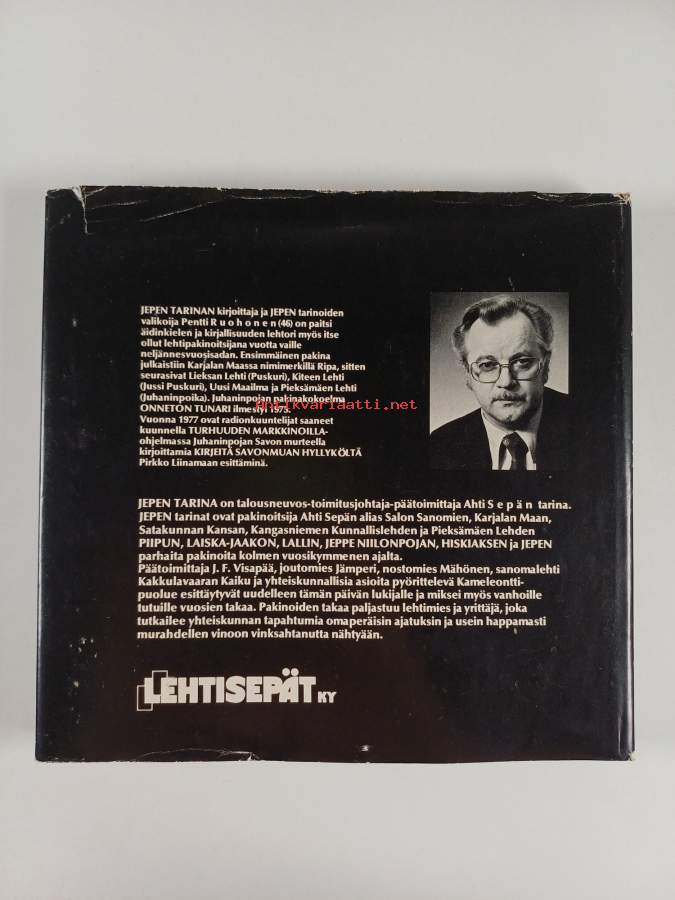 JEPEN TARINAN kirjoittaja ja JEPEN tarinoiden
valikoija Pentti R u o h o n e n (46) on paitsi
äidinkielen ja kirjallisuuden lehtori myös itse
ollut lehtipakinoitsijana vuotta vaille
neljännesvuosisadan. Ensimmäinen pakina
julkaistiin Karjalan Maassa nimimerkillä Ripa, sitten
seurasivat Lieksan Lehti (Puskuri), Kiteen Lehti
(Jussi Puskuri), Uusi Maailma ja Pieksämäen Lehti
(Juhaninpoika). Juhaninpojan pakinakokoelma
ONNETON TUNARI ilmestyi 1975.
antikvariaatti.net
Vuonna 1977 ovat radionkuuntelijat saaneet
kuunnella TURHUUDEN MARKKINOILLA-
ohjelmassa Juhaninpojan Savon murteella
kirjoittamia KIRJEITÄ SAVONMUAN HYLLYKÖLTÄ
Pirkko Liinamaan esittäminä.
JEPEN TARINA on talousneuvos-toimitusjohtaja-päätoimittaja Ahti S e p ä n tarina.
JEPEN tarinat ovat pakinoitsija Ahti Sepän alias Salon Sanomien, Karjalan Maan,
Satakunnan Kansan, Kangasniemen Kunnallislehden ja Pieksämäen Lehden
PIIPUN, LAISKA-JAAKON, LALLIN, JEPPE NIILONPOJAN, HISKIAKSEN ja JEPEN
parhaita pakinoita kolmen vuosikymmenen ajalta.
Päätoimittaja J. F. Visapää, joutomies Jämperi, nostomies Mähönen, sanomalehti
Kakkulavaaran Kaiku ja yhteiskunnallisia asioita pyörittelevä Kameleontti-
puolue esittäytyvät uudelleen tämän päivän lukijalle ja miksei myös vanhoille
tutuille vuosien takaa. Pakinoiden takaa paljastuu lehtimies ja yrittäjä, joka
tutkailee yhteiskunnan tapahtumia omaperäisin ajatuksin ja usein happamasti
murahdellen vinoon vinksahtanutta nähtyään.
LEHTISEPÄT KY